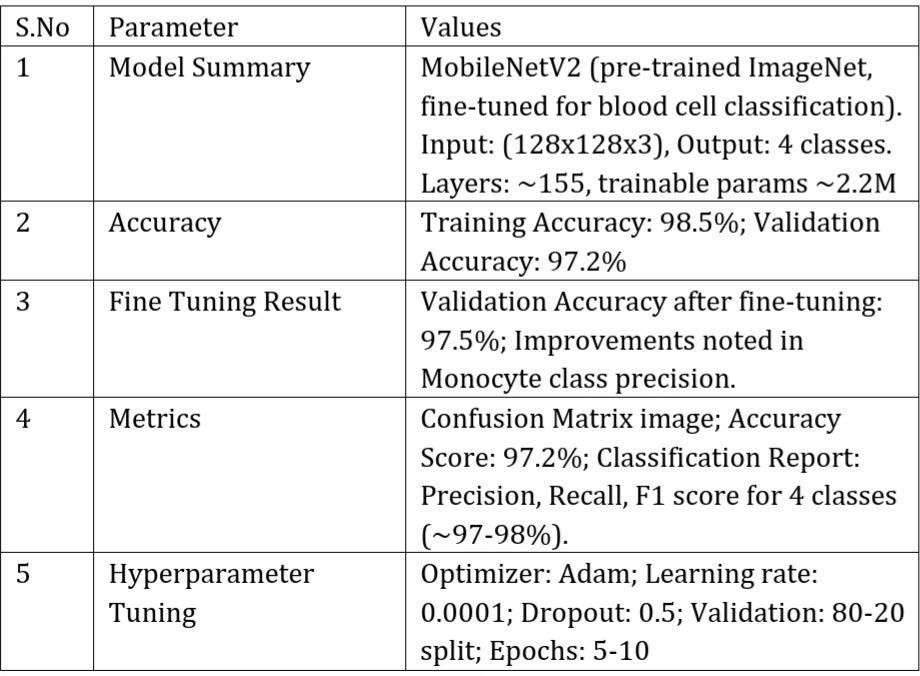 S.No Parameter Values
1 Model Summary MobileNetV2 (pre-trained ImageNet,
fine-tuned for blood cell classification).
Input: (128x128x3), Output: 4 classes.
Layers: ~155, trainable params ~2.2M
2 Accuracy Training Accuracy: 98.5%; Validation
Accuracy: 97.2%
3 Fine Tuning Result Validation Accuracy after fine-tuning:
97.5%; Improvements noted in
Monocyte class precision.
4 Metrics Confusion Matrix image; Accuracy
Score: 97.2%; Classification Report:
Precision, Recall, F1 score for 4 classes
(~97-98%).
5 Hyperparameter Optimizer: Adam; Learning rate:
Tuning 0.0001; Dropout: 0.5; Validation: 80-20
split; Epochs: 5-10